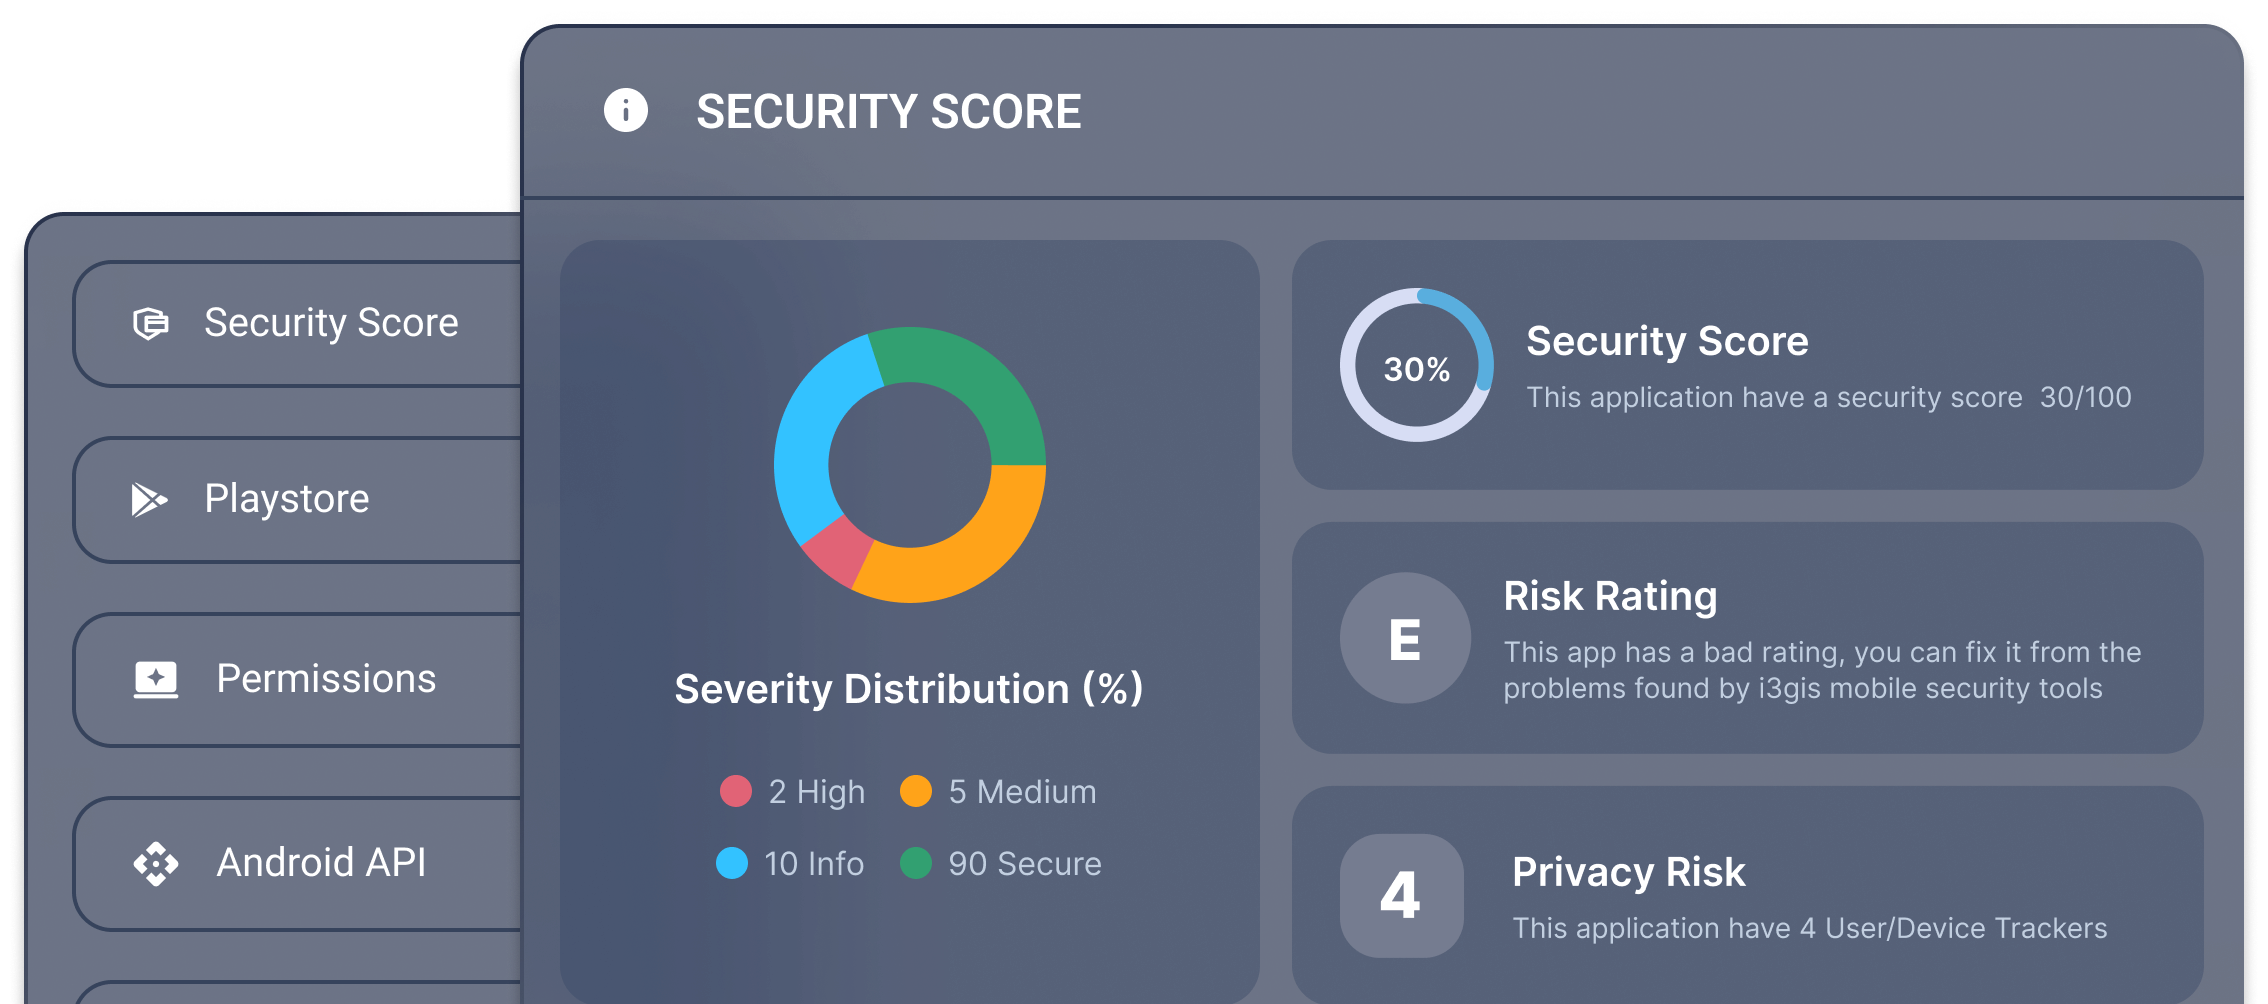 SECURITY SCORE
Security Score
Playstore
Permissions
Android API
Severity Distribution (%)
2 High
5 Medium
10 Info
90 Secure
30%
Security Score
This application have a security score  30/100
E
Risk Rating
This app has a bad rating, you can fix it from the
problems found by i3gis mobile security tools
4
Privacy Risk
This application have 4 User/Device Trackers